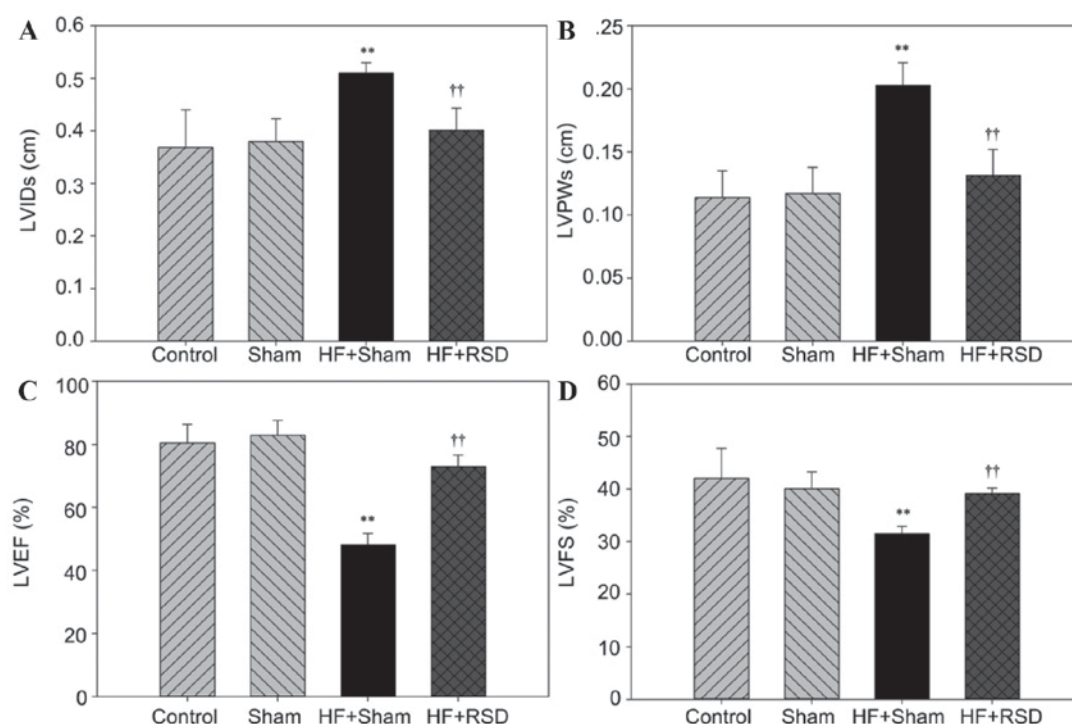 A
LVIDs (cm)
0.6
0.5
0.4
0.3
0.2
0.1
0.0
**
††
Control Sham HF+Sham HF+RSD
B
LVPWs (cm)
.25
0.20
0.15
0.10
0.05
0.00
**
††
Control Sham HF+Sham HF+RSD
C
LVEF (%)
100
80
60
40
20
0
**
††
Control Sham HF+Sham HF+RSD
D
LVFS (%)
60
50
40
30
20
10
0
**
††
Control Sham HF+Sham HF+RSD